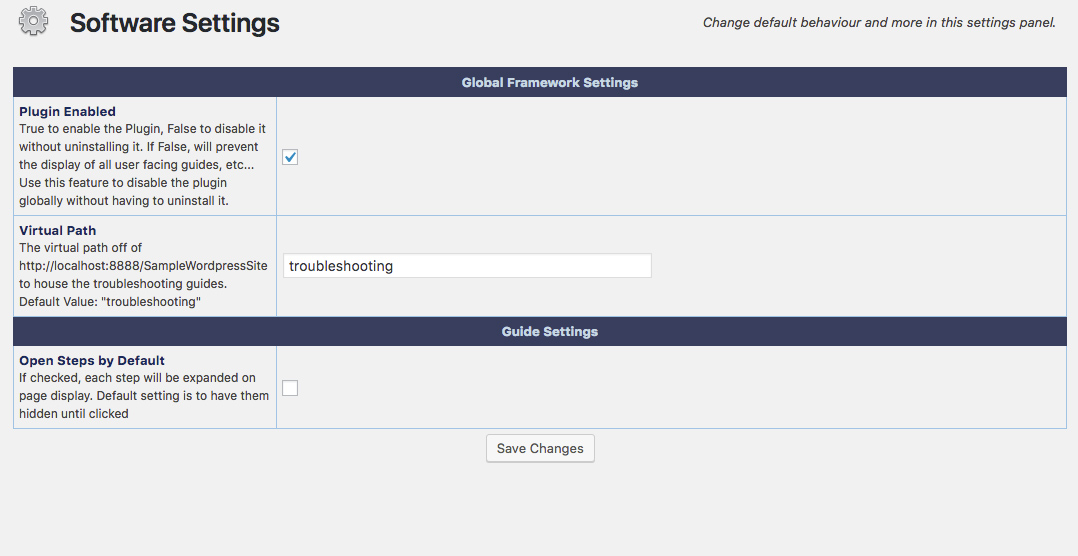 Software Settings
Change default behaviour and more in this settings panel.
Global Framework Settings
Plugin Enabled
True to enable the Plugin, False to disable it
without uninstalling it. If False, will prevent
the display of all user facing guides, etc...
Use this feature to disable the plugin
globally without having to uninstall it.
Virtual Path
The virtual path off of
http://localhost:8888/SampleWordpressSite
to house the troubleshooting guides.
Default Value: "troubleshooting"
troubleshooting
Guide Settings
Open Steps by Default
If checked, each step will be expanded on
page display. Default setting is to have them
hidden until clicked
Save Changes